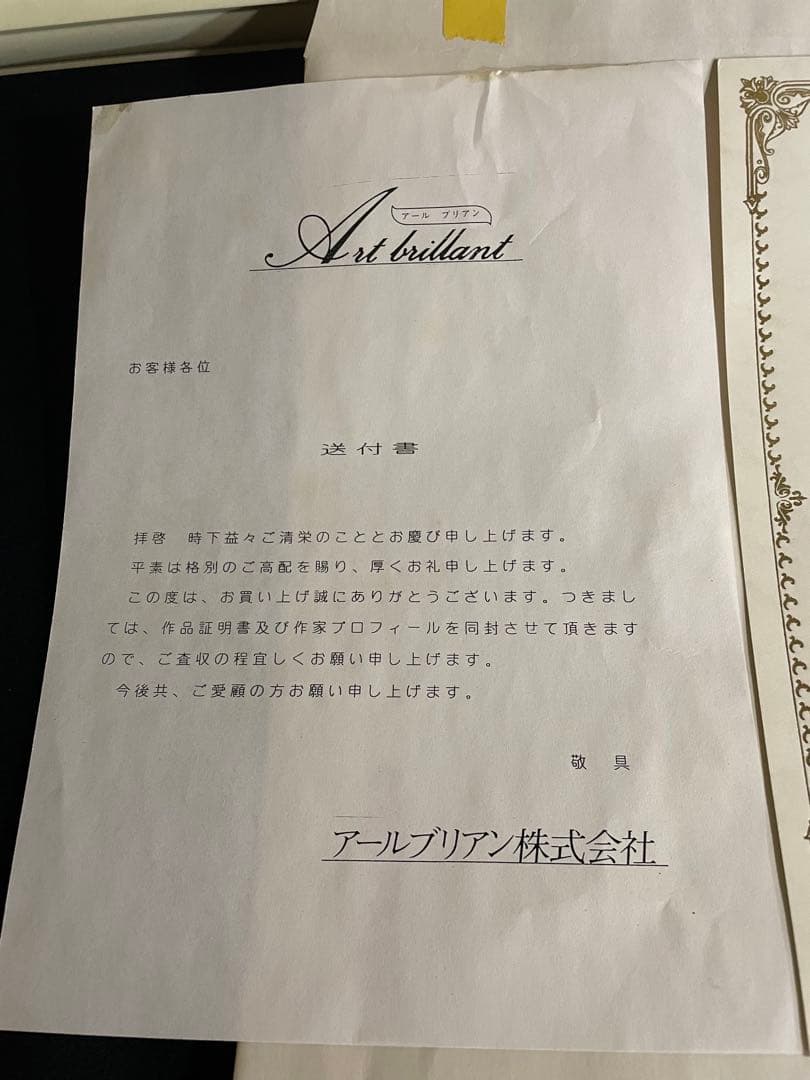 アール ブリアン
Art brillant
お客様各位
送付書
拝啓 時下益々ご清栄のこととお慶び申し上げます。
平素は格別のご高配を賜り、厚くお礼申し上げます。
この度は、お買い上げ誠にありがとうございます。つきまし
ては、作品証明書及び作家プロフィールを同封させて頂きます
ので、ご査収の程宜しくお願い申し上げます。
今後共、ご愛顧の方お願い申し上げます。
敬 具
アールブリアン株式会社